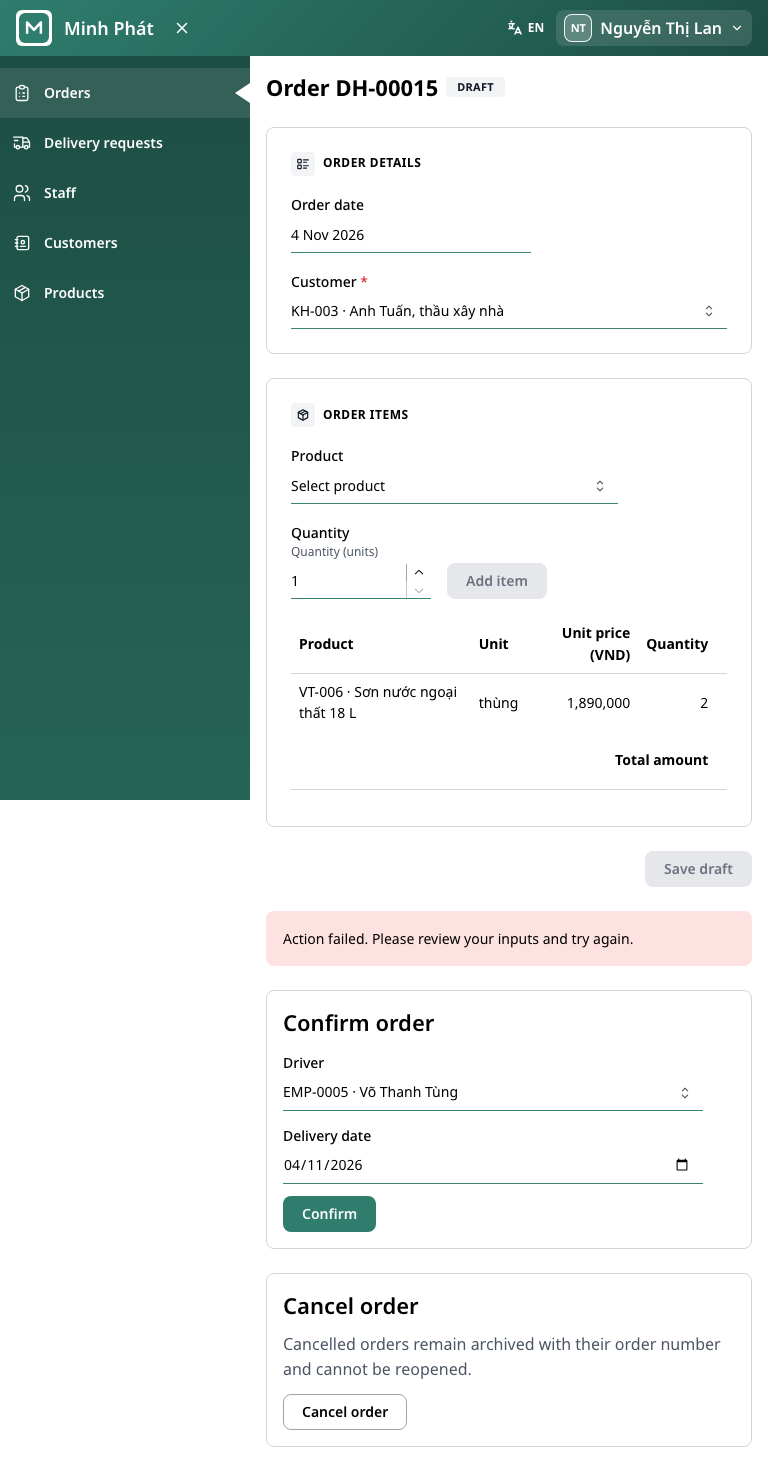 Minh Phát
EN
NT
Nguyễn Thị Lan
Orders
Delivery requests
Staff
Customers
Products
Order DH-00015
DRAFT
ORDER DETAILS
Order date
4 Nov 2026
Customer *
KH-003 · Anh Tuấn, thầu xây nhà
ORDER ITEMS
Product
Select product
Quantity
Quantity (units)
1
Add item
Product Unit Unit price (VND) Quantity
VT-006 · Sơn nước ngoại thất 18 L thùng 1,890,000 2
Total amount
Save draft
Action failed. Please review your inputs and try again.
Confirm order
Driver
EMP-0005 · Võ Thanh Tùng
Delivery date
04/11/2026
Confirm
Cancel order
Cancelled orders remain archived with their order number
and cannot be reopened.
Cancel order